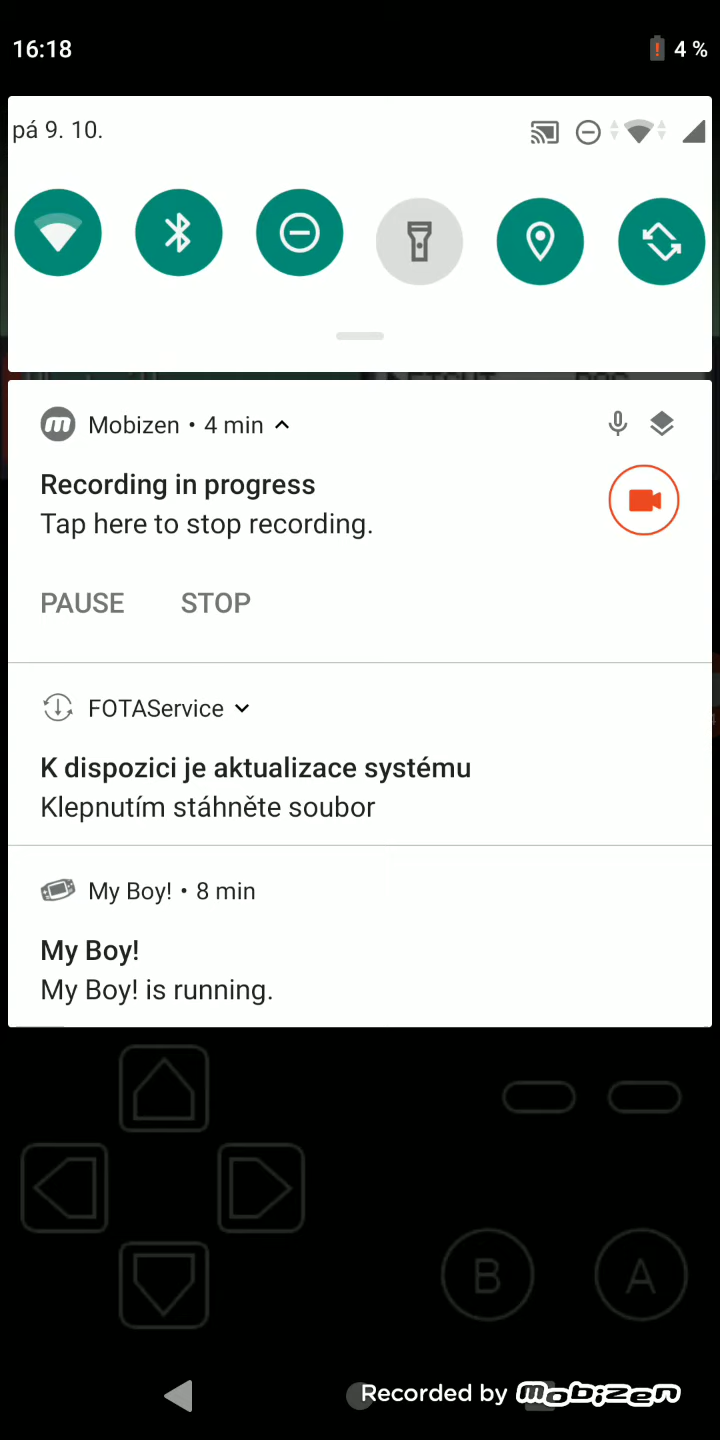 16:18
4 %
pá 9. 10.
Mobizen • 4 min
Recording in progress
Tap here to stop recording.
PAUSE STOP
FOTAService
K dispozici je aktualizace systému
Klepnutím stáhněte soubor
My Boy! • 8 min
My Boy!
My Boy! is running.
B A
Recorded by mobizen